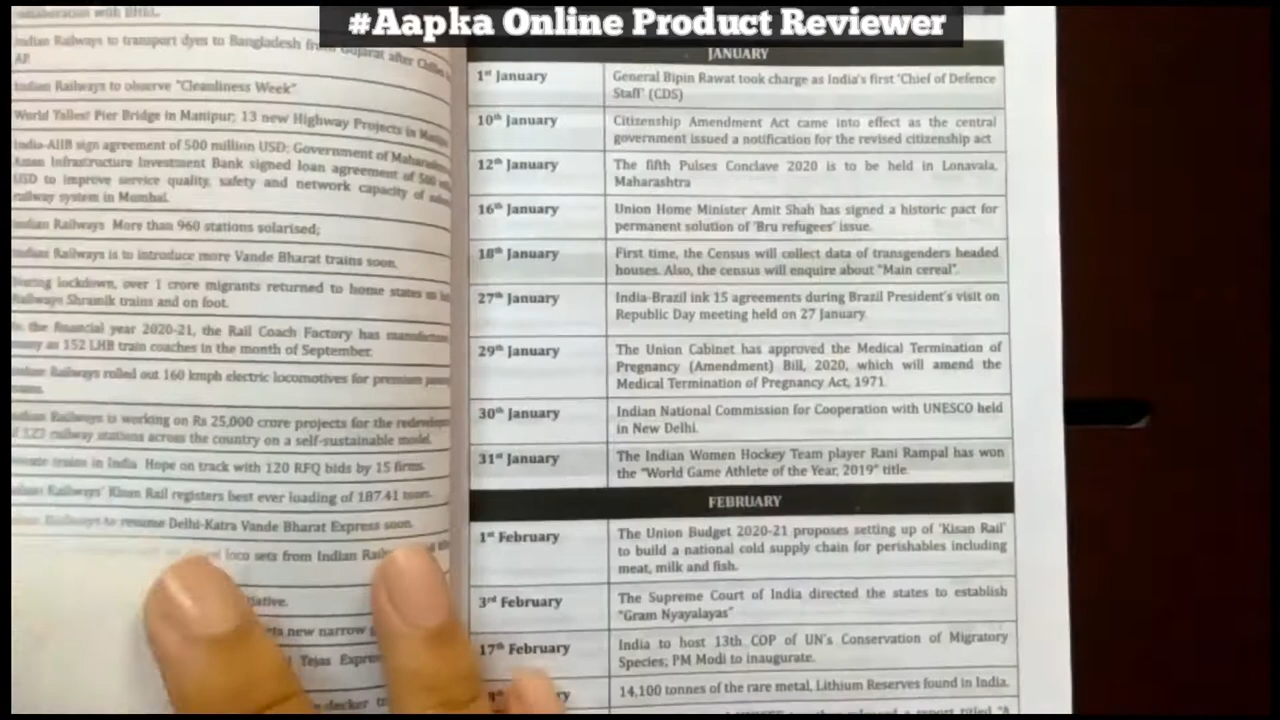 #Aapka Online Product Reviewer
Indian Railways to transport dyes to Bangladesh from Gujarat after
AP.
Indian Railways to observe "Cleanliness Week"
World Tallest Pier Bridge in Manipur; 13 new Highway Projects in
India-AIIB sign agreement of 500 million USD; Government of
Asian Infrastructure Investment Bank signed loan agreement of 500
USD to improve service quality, safety and network capacity of
railway system in Mumbai.
Indian Railways More than 960 stations solarised;
Indian Railways is to introduce more Vande Bharat trains soon.
During lockdown, over 1 crore migrants returned to home states
Railways Shramik trains and on foot.
the financial year 2020-21, the Rail Coach Factory has
many as 152 LHB train coaches in the month of September.
Indian Railways rolled out 160 kmph electric locomotives for premium
Indian Railways is working on Rs 25,000 crore projects for the
123 railway stations across the country on a self-sustainable model.
trains in India Hope on track with 120 RFQ bids by 15 firms
Railways' Kisan Rail registers best ever loading of 187.41
Railways to resume Delhi-Katra Vande Bharat Express soon.
loco sets from Indian
new narrow
Tejas
decker
JANUARY
1st January
General Bipin Rawat took charge as India's first 'Chief of Defence
Staff' (CDS)
10th January
Citizenship Amendment Act came into effect as the central
government issued a notification for the revised citizenship act
12th January
The fifth Pulses Conclave 2020 is to be held in Lonavala,
Maharashtra
16th January
Union Home Minister Amit Shah has signed a historic pact for
permanent solution of 'Bru refugees' issue.
18th January
First time, the Census will collect data of transgenders headed
houses. Also, the census will enquire about "Main cereal".
27th January
India-Brazil ink 15 agreements during Brazil President's visit on
Republic Day meeting held on 27 January.
29th January
The Union Cabinet has approved the Medical Termination of
Pregnancy (Amendment) Bill, 2020, which will amend the
Medical Termination of Pregnancy Act, 1971.
30th January
Indian National Commission for Cooperation with UNESCO held
in New Delhi.
31st January
The Indian Women Hockey Team player Rani Rampal has won
the "World Game Athlete of the Year, 2019" title.
FEBRUARY
1st February
The Union Budget 2020-21 proposes setting up of 'Kisan Rail'
to build a national cold supply chain for perishables including
meat, milk and fish.
3rd February
The Supreme Court of India directed the states to establish
"Gram Nyayalayas"
17th February
India to host 13th COP of UN's Conservation of Migratory
Species; PM Modi to inaugurate.
14,100 tonnes of the rare metal, Lithium Reserves found in India.